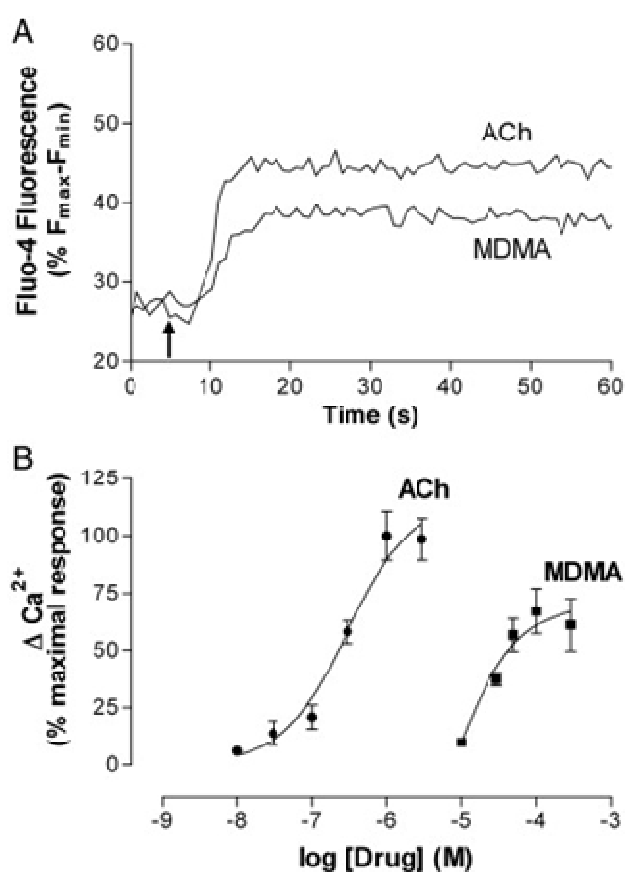 A
Fluo-4 Fluorescence
(% Fmax-Fmin)
60
50
40
30
20
ACh
MDMA
0 10 20 30 40 50 60
Time (s)
B
Δ Ca2+
(% maximal response)
125
100
75
50
25
0
ACh
MDMA
-9 -8 -7 -6 -5 -4 -3
log [Drug] (M)